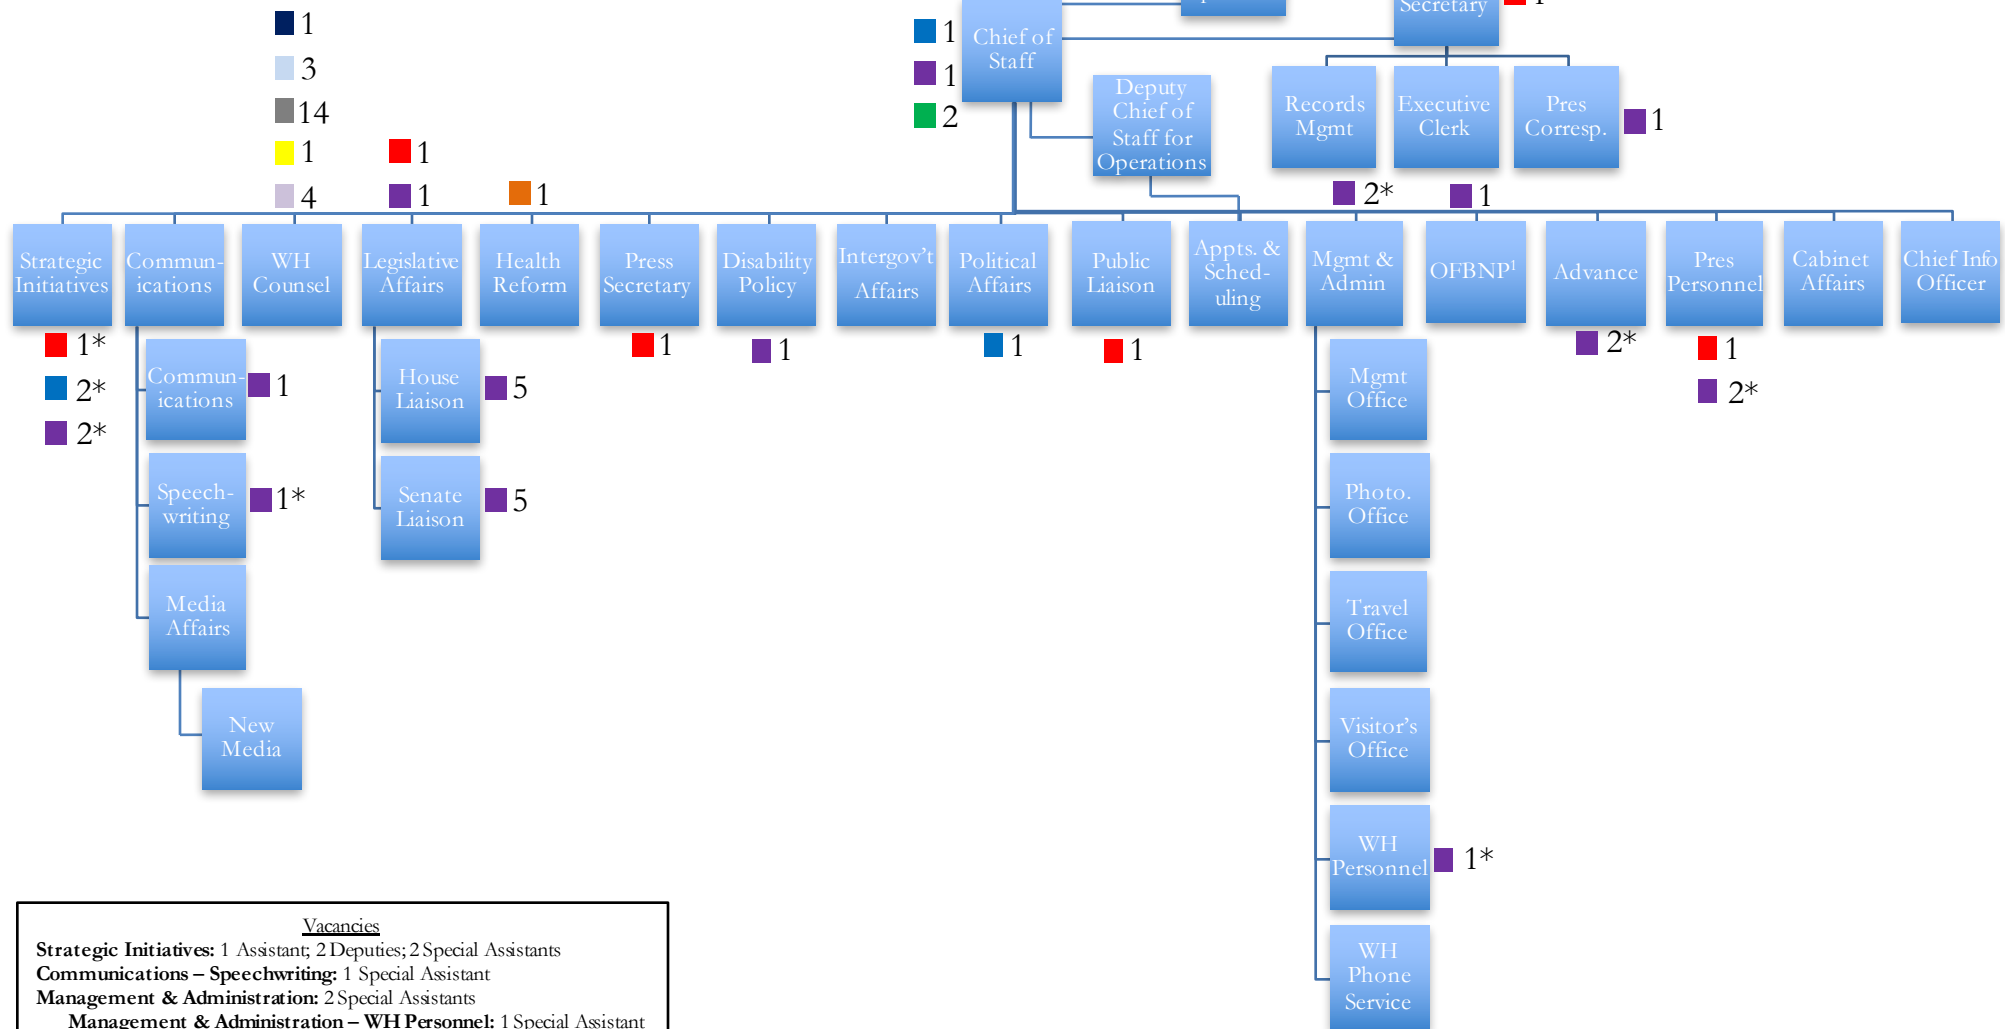 Secretary
1
3
14
1
4
1
1
1
1
1
2
Chief of
Staff
Deputy
Chief of
Staff for
Operations
Records
Mgmt
Executive
Clerk
Pres
Corresp.
1
2*
1
Strategic
Initiatives
Commun-
ications
WH
Counsel
Legislative
Affairs
Health
Reform
Press
Secretary
Disability
Policy
Intergov't
Affairs
Political
Affairs
Public
Liaison
Appts. &
Sched-
uling
Mgmt &
Admin
OFBNP¹
Advance
Pres
Personnel
Cabinet
Affairs
Chief Info
Officer
1*
2*
2*
1
1
1
1
2*
1
2*
Commun-
ications
1
Speech-
writing
1*
Media
Affairs
New
Media
House
Liaison
5
Senate
Liaison
5
Mgmt
Office
Photo.
Office
Travel
Office
Visitor's
Office
WH
Personnel
1*
WH
Phone
Service
Vacancies
Strategic Initiatives: 1 Assistant; 2 Deputies; 2 Special Assistants
Communications – Speechwriting: 1 Special Assistant
Management & Administration: 2 Special Assistants
Management & Administration – WH Personnel: 1 Special Assistant